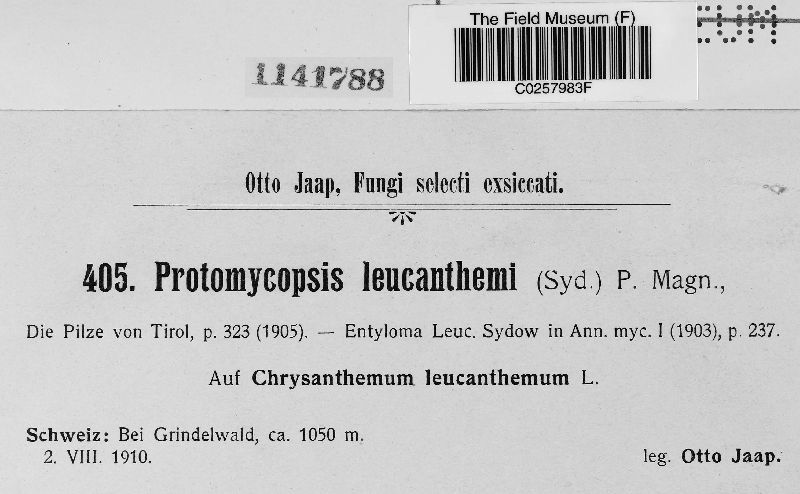 The Field Museum (F)
C0257983F
1141788
Otto Jaap, Fungi selecti exsiccati.
405. Protomycopsis leucanthemi (Syd.) P. Magn.,
Die Pilze von Tirol, p. 323 (1905). — Entyloma Leuc. Sydow in Ann. myc. I (1903), p. 237.
Auf Chrysanthemum leucanthemum L.
Schweiz: Bei Grindelwald, ca. 1050 m.
2. VIII. 1910.
leg. Otto Jaap.